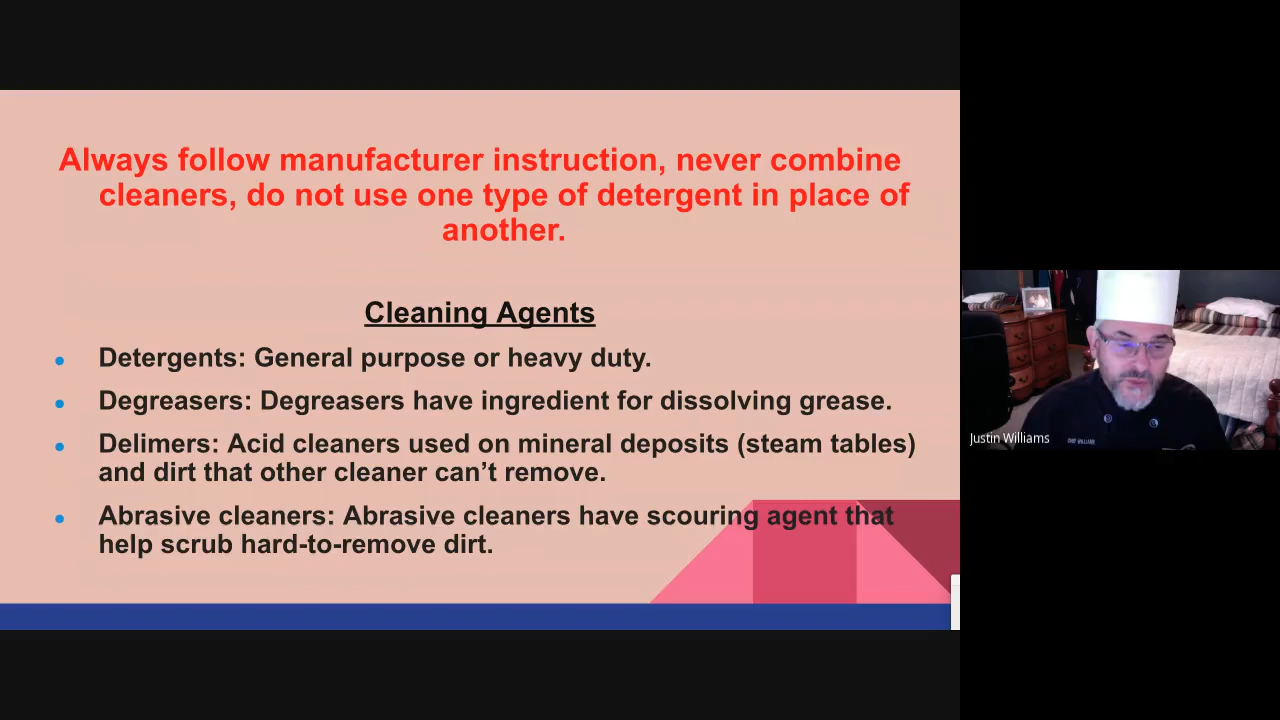 Always follow manufacturer instruction, never combine
cleaners, do not use one type of detergent in place of
another.
Cleaning Agents
Detergents: General purpose or heavy duty.
Degreasers: Degreasers have ingredient for dissolving grease.
Delimers: Acid cleaners used on mineral deposits (steam tables)
and dirt that other cleaner can’t remove.
Abrasive cleaners: Abrasive cleaners have scouring agent that
help scrub hard-to-remove dirt.
Justin Williams
CHEF WILLIAMS